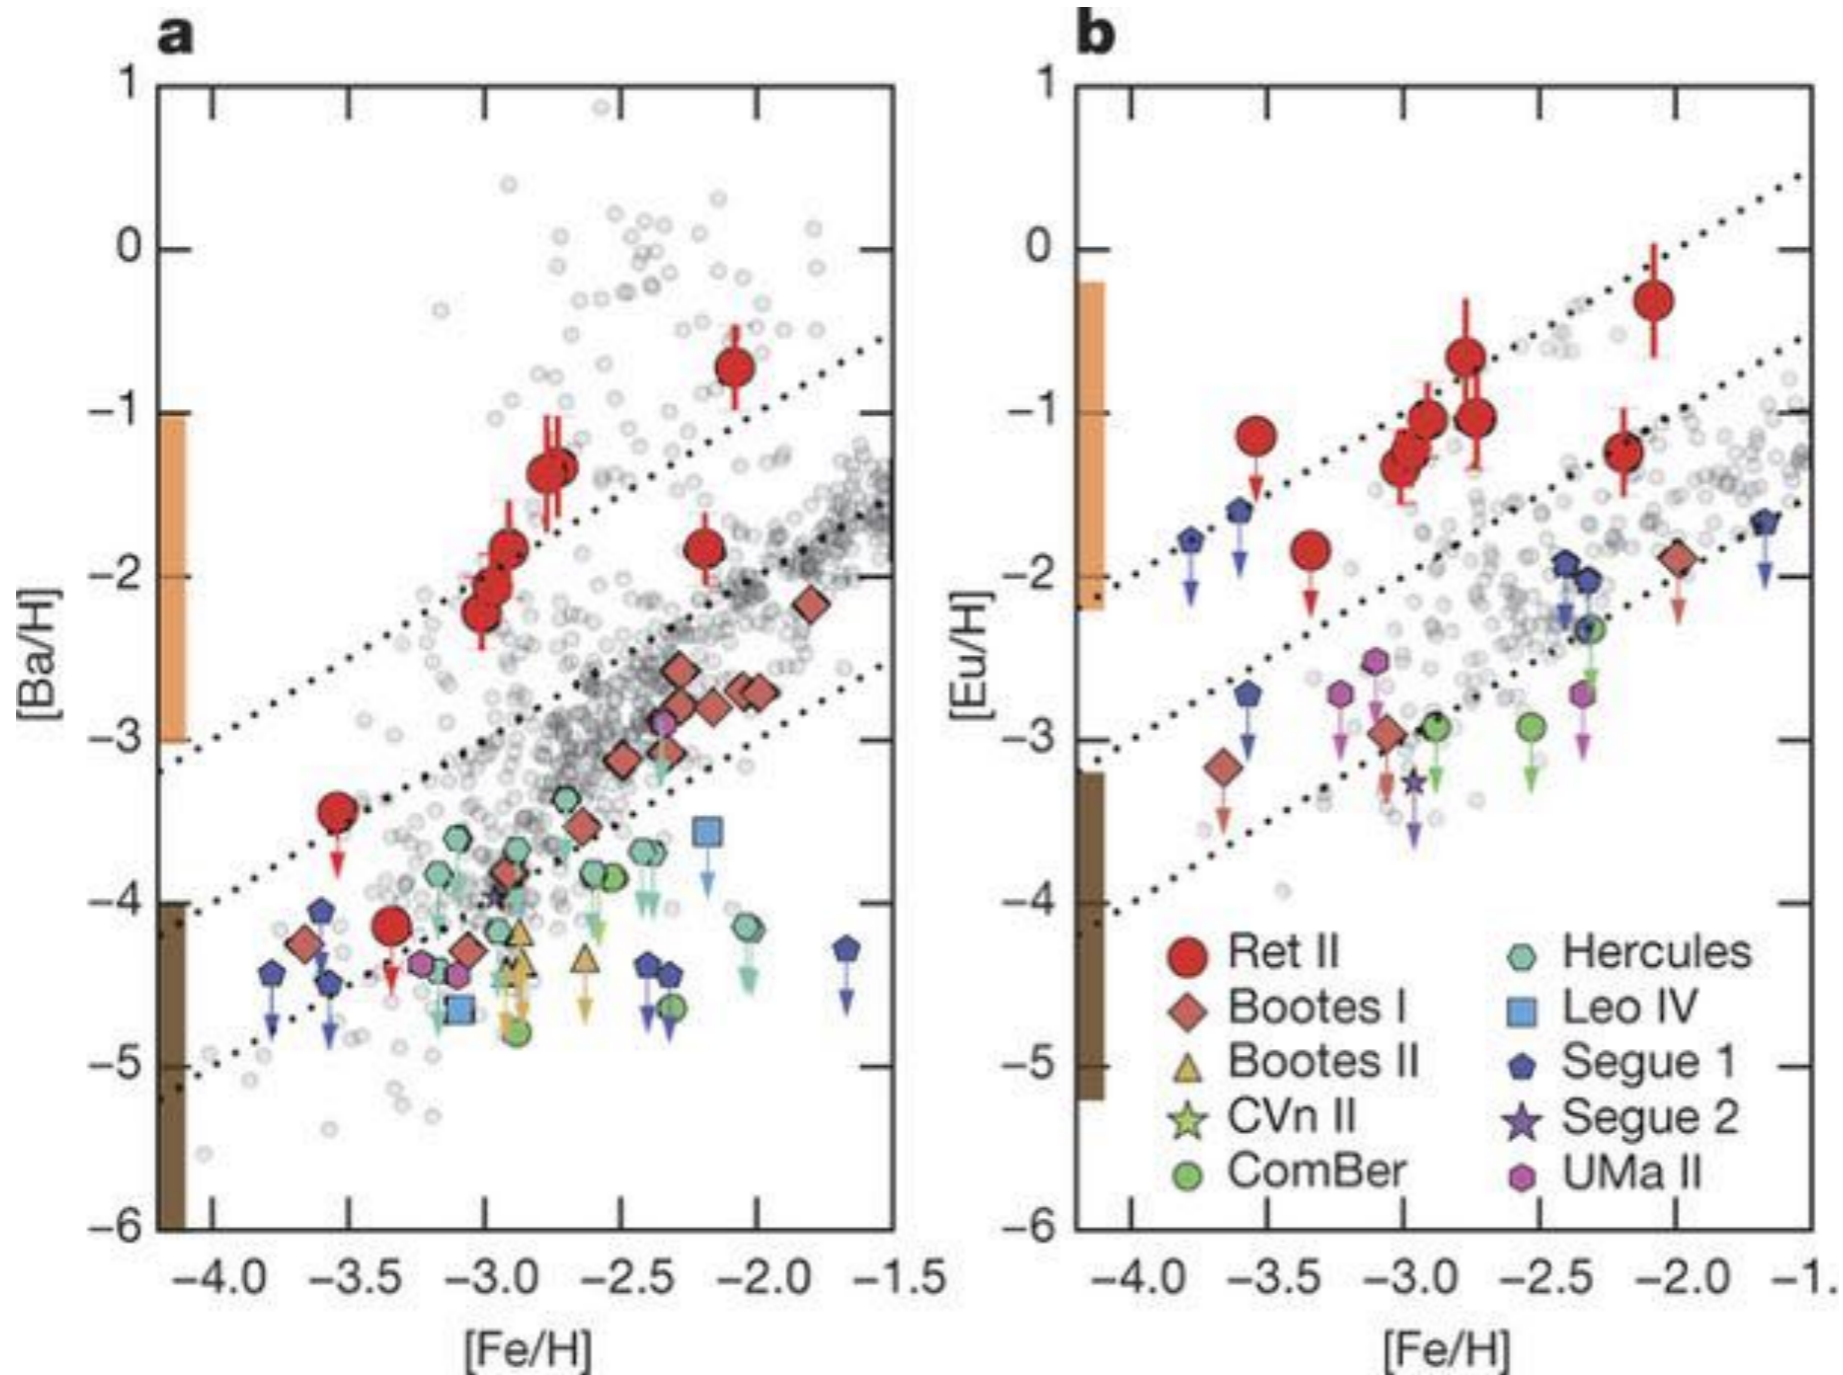 a
b
1
0
−1
−2
−3
−4
−5
−6
[Ba/H]
−4.0 −3.5 −3.0 −2.5 −2.0 −1.5
[Fe/H]
1
0
−1
−2
−3
−4
−5
−6
[Eu/H]
Ret II
Bootes I
Bootes II
CVn II
ComBer
Hercules
Leo IV
Segue 1
Segue 2
UMa II
−4.0 −3.5 −3.0 −2.5 −2.0 −1.
[Fe/H]